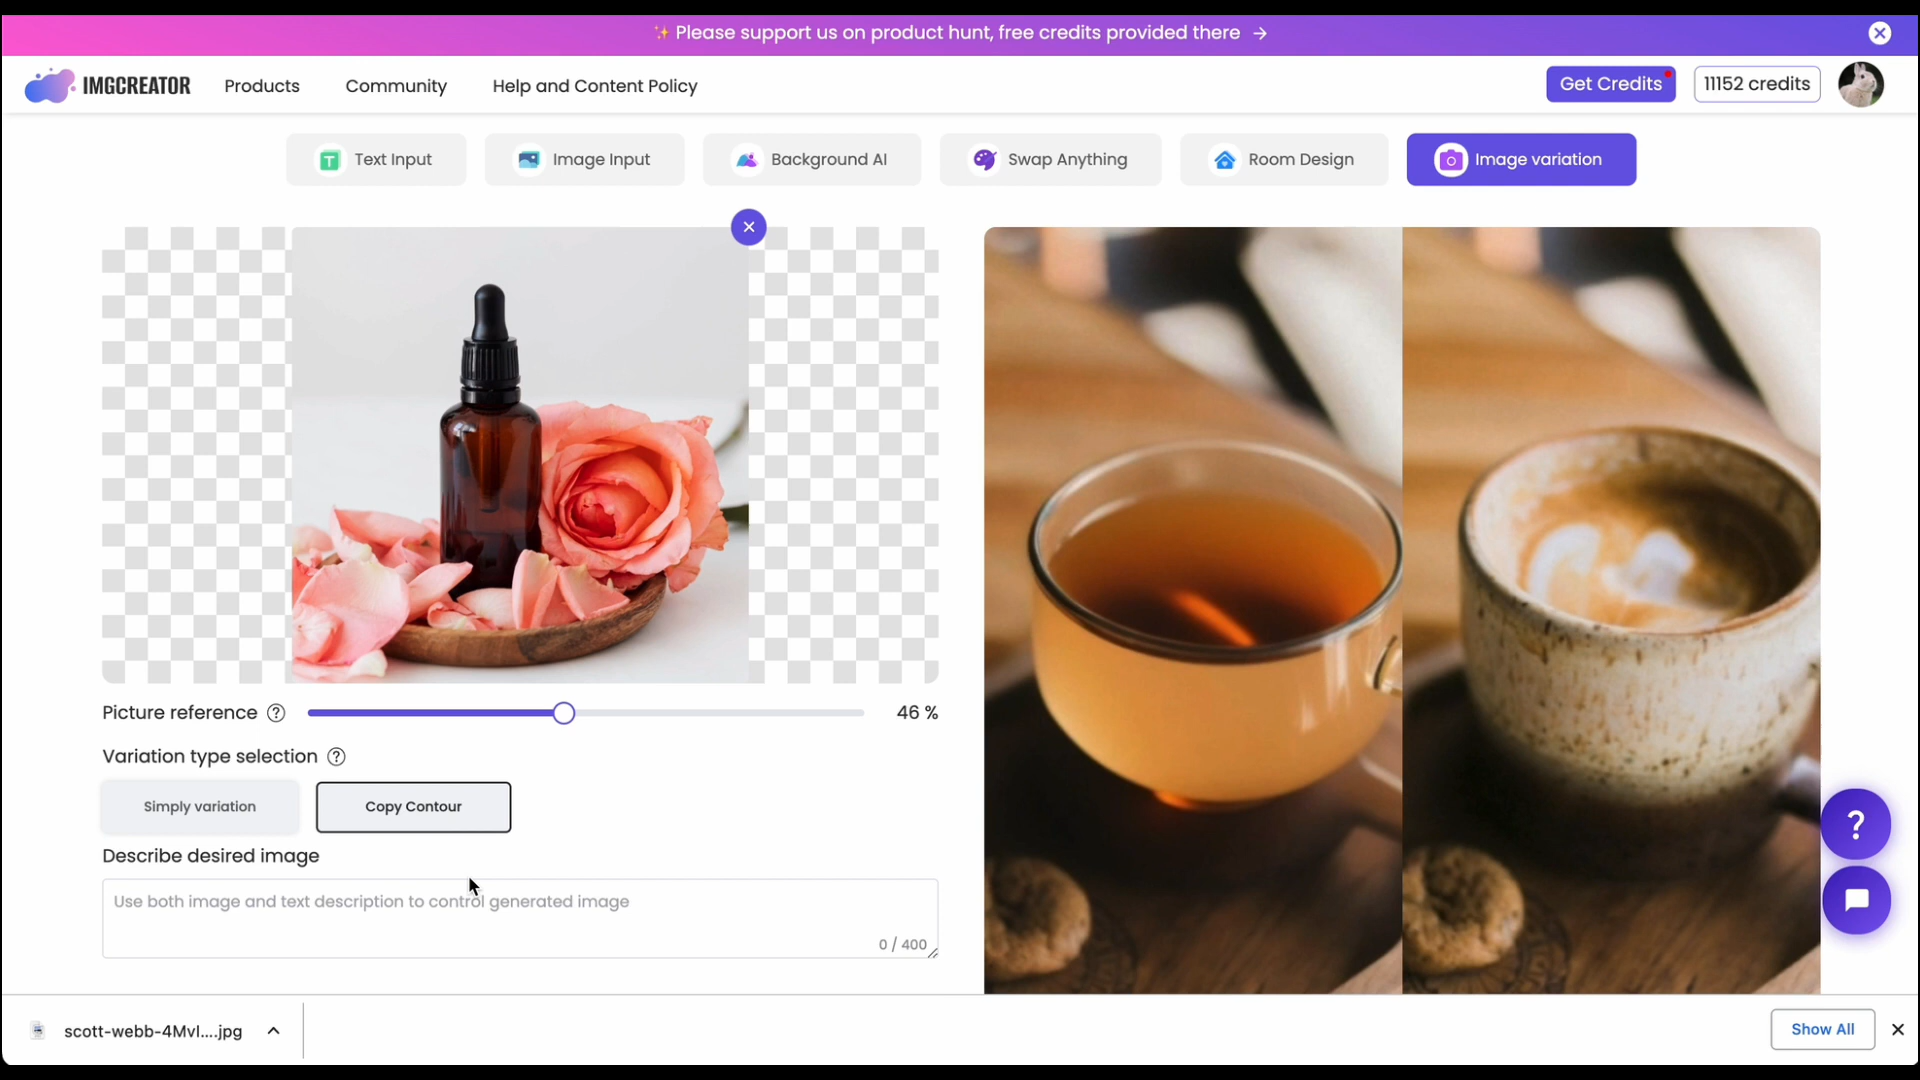 ✨ Please support us on product hunt, free credits provided there →
IMGCREATOR Products Community Help and Content Policy Get Credits 11152 credits
Text Input Image Input Background AI Swap Anything Room Design Image variation
Picture reference ? 46 %
Variation type selection ?
Simply variation Copy Contour
Describe desired image
Use both image and text description to control generated image
0 / 400
?
scott-webb-4MvI....jpg Show All